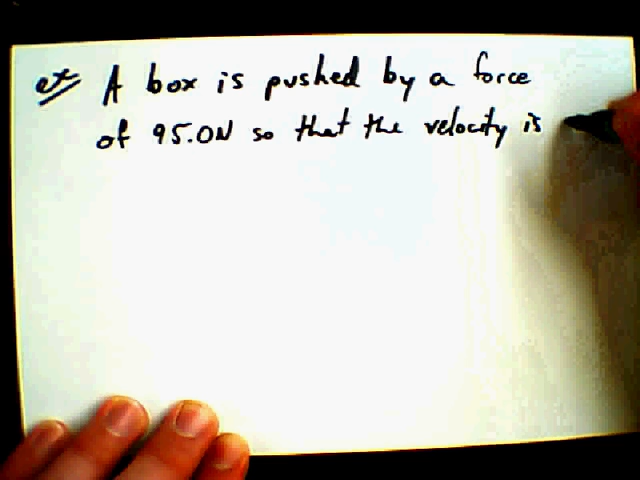 ex A box is pushed by a force
of 95.0N so that the velocity is